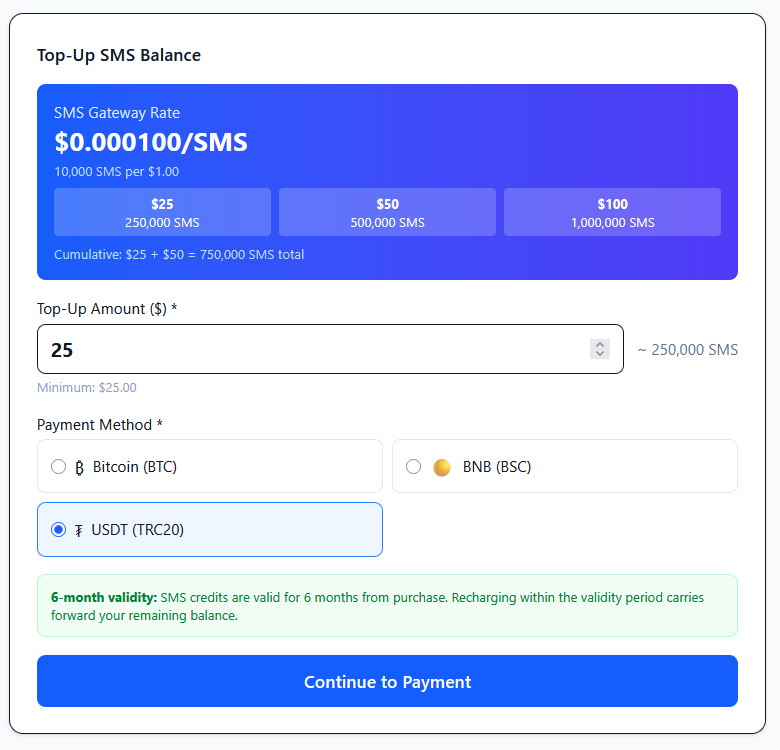 Top-Up SMS Balance
SMS Gateway Rate
$0.000100/SMS
10,000 SMS per $1.00
$25
250,000 SMS
$50
500,000 SMS
$100
1,000,000 SMS
Cumulative: $25 + $50 = 750,000 SMS total
Top-Up Amount ($) *
25
~ 250,000 SMS
Minimum: $25.00
Payment Method *
₿ Bitcoin (BTC)
BNB (BSC)
₮ USDT (TRC20)
6-month validity: SMS credits are valid for 6 months from purchase. Recharging within the validity period carries
forward your remaining balance.
Continue to Payment